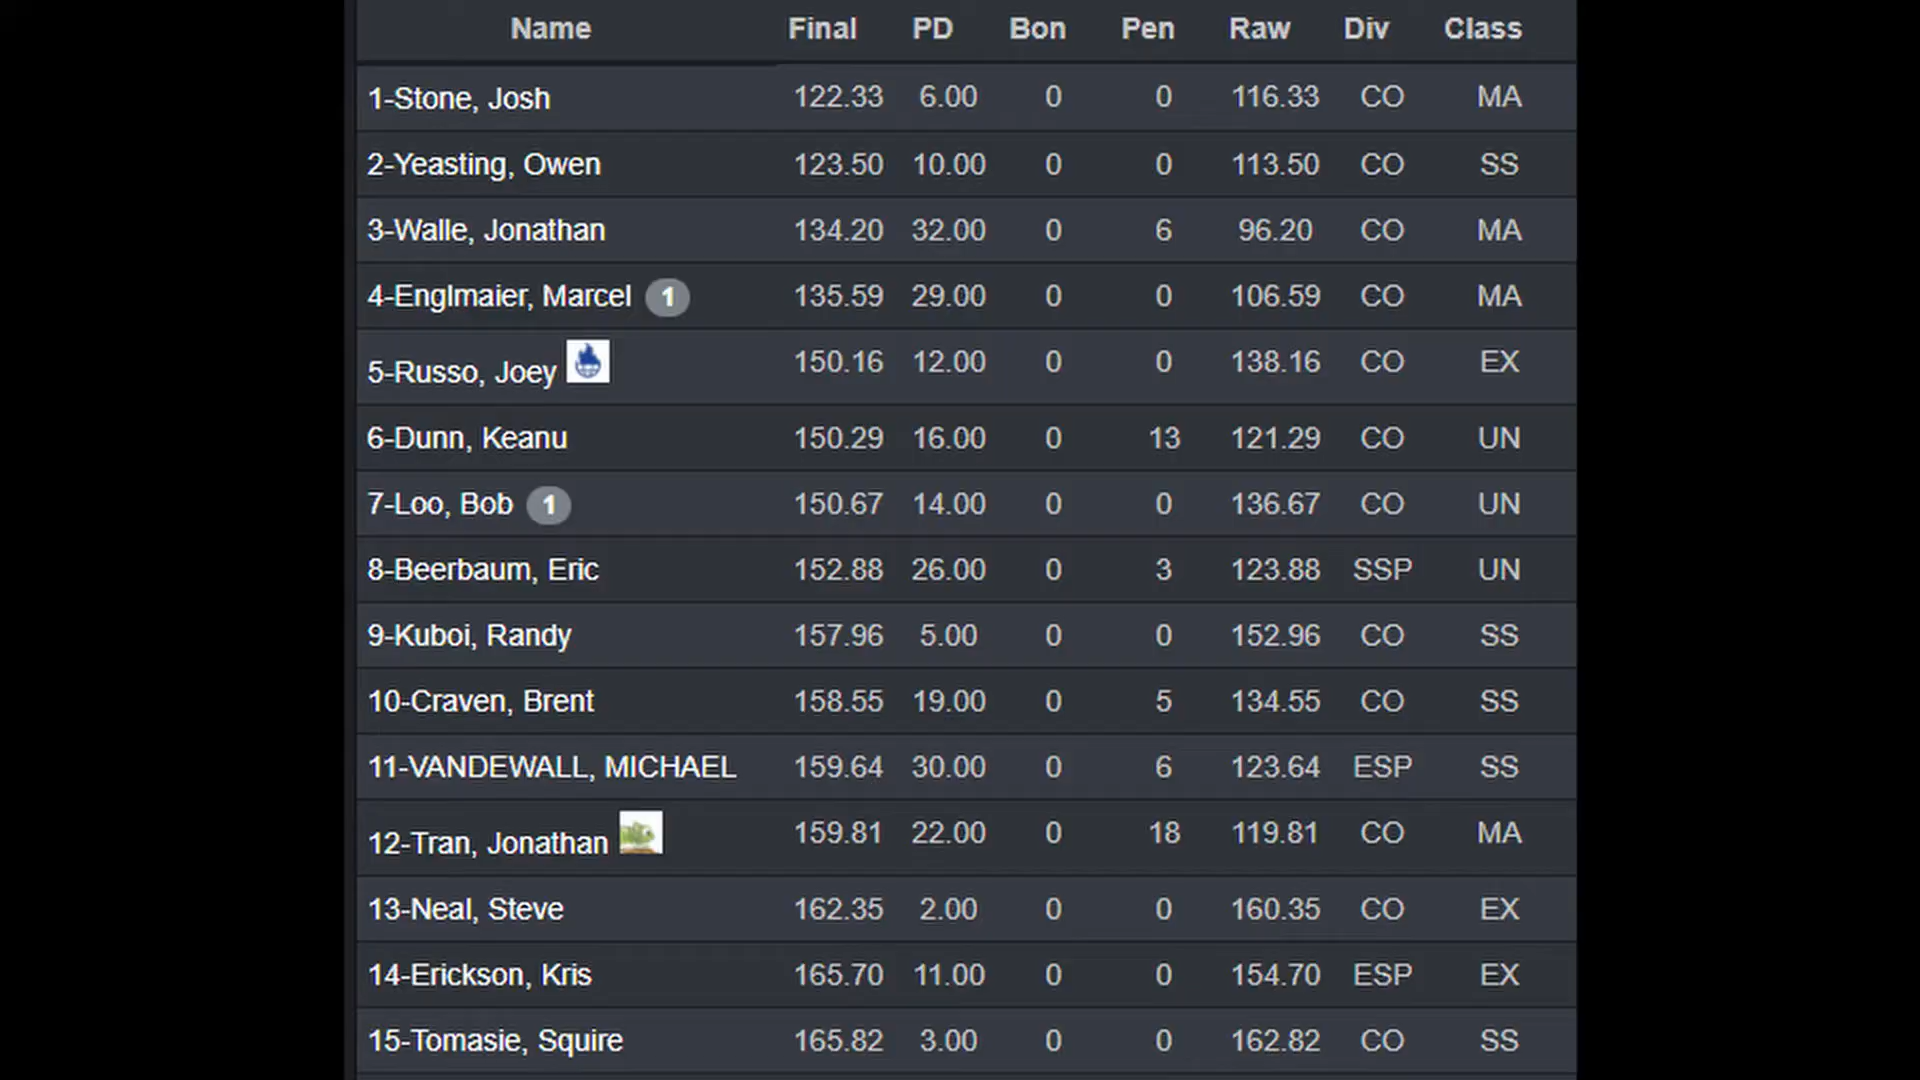 Name Final PD Bon Pen Raw Div Class
1-Stone, Josh 122.33 6.00 0 0 116.33 CO MA
2-Yeasting, Owen 123.50 10.00 0 0 113.50 CO SS
3-Walle, Jonathan 134.20 32.00 0 6 96.20 CO MA
4-Englmaier, Marcel 1 135.59 29.00 0 0 106.59 CO MA
5-Russo, Joey 150.16 12.00 0 0 138.16 CO EX
6-Dunn, Keanu 150.29 16.00 0 13 121.29 CO UN
7-Loo, Bob 1 150.67 14.00 0 0 136.67 CO UN
8-Beerbaum, Eric 152.88 26.00 0 3 123.88 SSP UN
9-Kuboi, Randy 157.96 5.00 0 0 152.96 CO SS
10-Craven, Brent 158.55 19.00 0 5 134.55 CO SS
11-VANDEWALL, MICHAEL 159.64 30.00 0 6 123.64 ESP SS
12-Tran, Jonathan 159.81 22.00 0 18 119.81 CO MA
13-Neal, Steve 162.35 2.00 0 0 160.35 CO EX
14-Erickson, Kris 165.70 11.00 0 0 154.70 ESP EX
15-Tomasie, Squire 165.82 3.00 0 0 162.82 CO SS